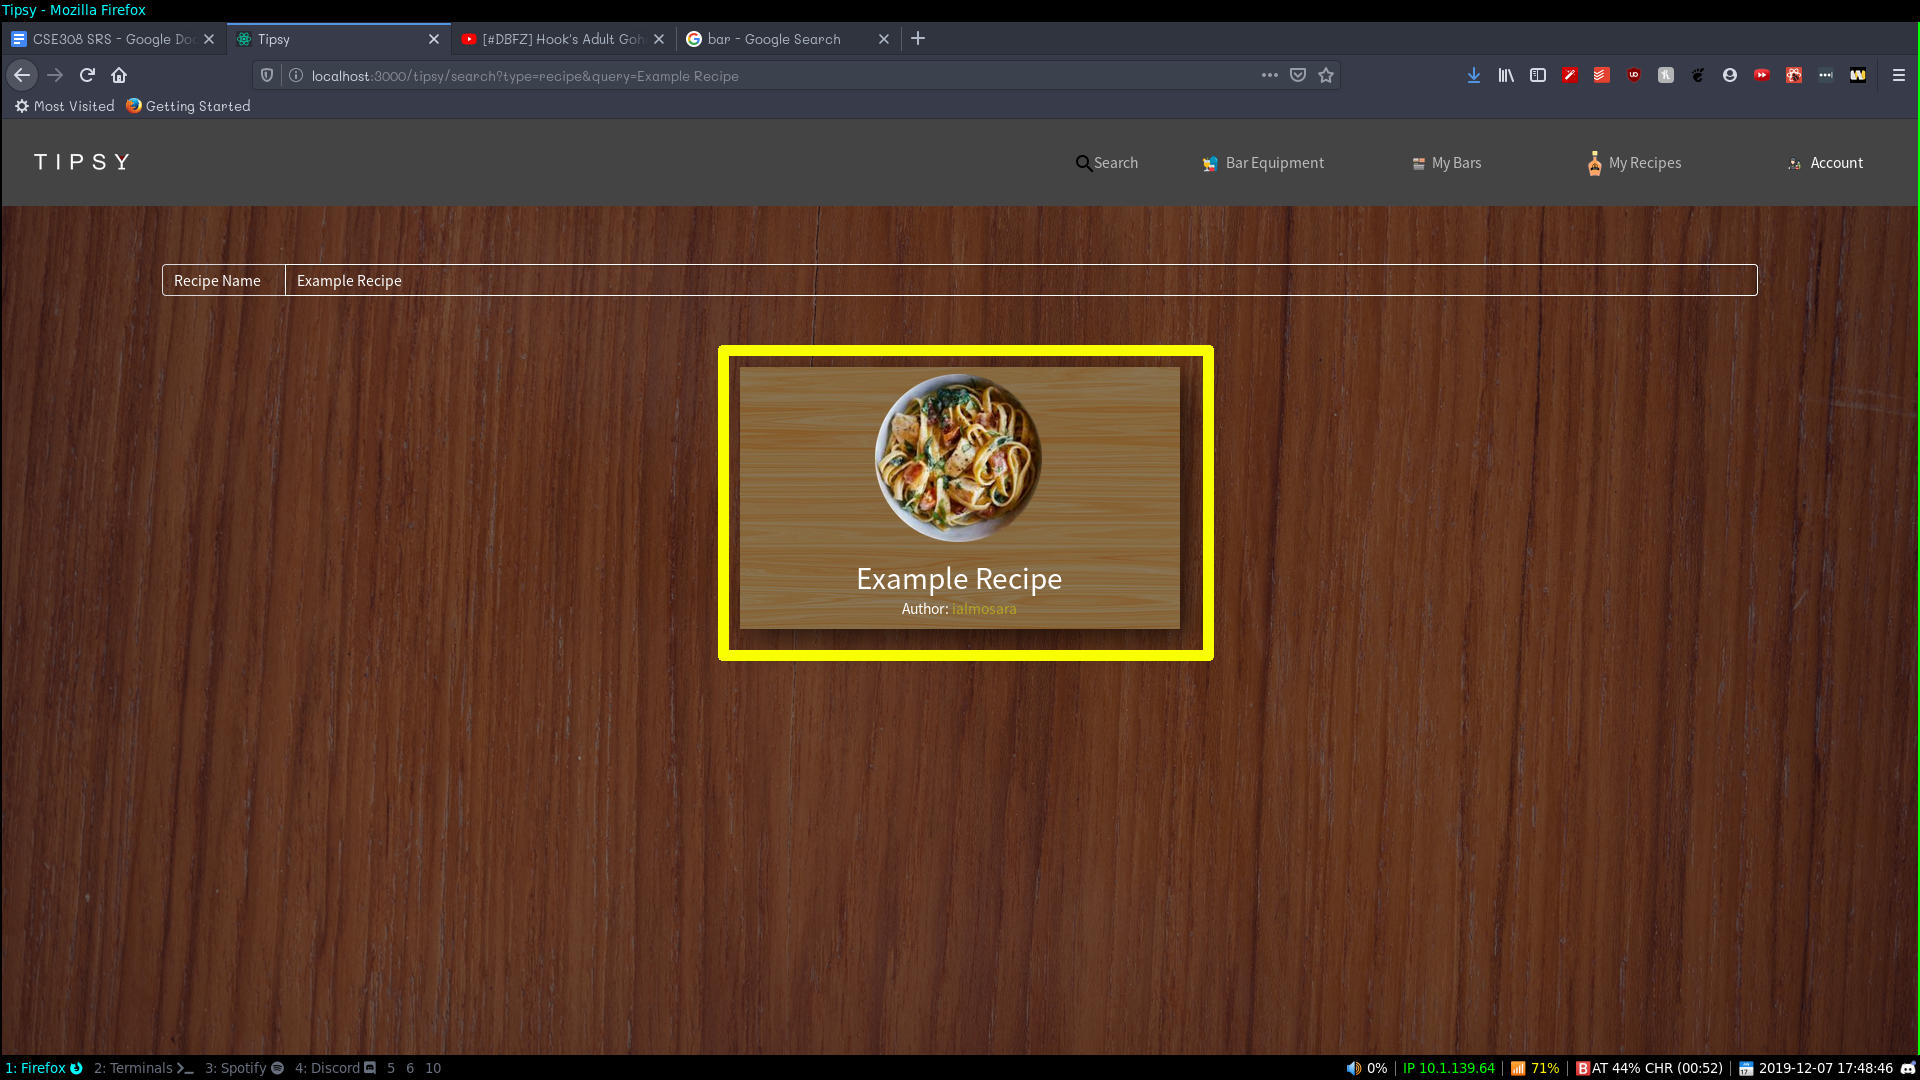 Tipsy - Mozilla Firefox
CSE308 SRS - Google Doc
Tipsy
[#DBFZ] Hook's Adult Goh
bar - Google Search
localhost:3000/tipsy/search?type=recipe&query=Example Recipe
Most Visited
Getting Started
TIPSY
Search
Bar Equipment
My Bars
My Recipes
Account
Recipe Name
Example Recipe
Example Recipe
Author: ialmosara
1: Firefox
2: Terminals
3: Spotify
4: Discord
5
6
10
0%
IP 10.1.139.64
71%
BAT 44% CHR (00:52)
2019-12-07 17:48:46